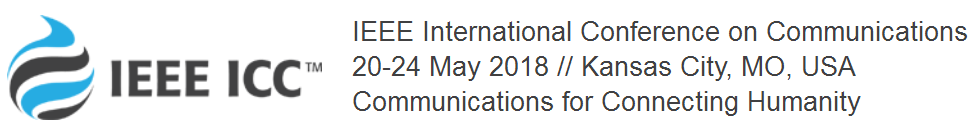 IEEE ICC™
IEEE International Conference on Communications
20-24 May 2018 // Kansas City, MO, USA
Communications for Connecting Humanity